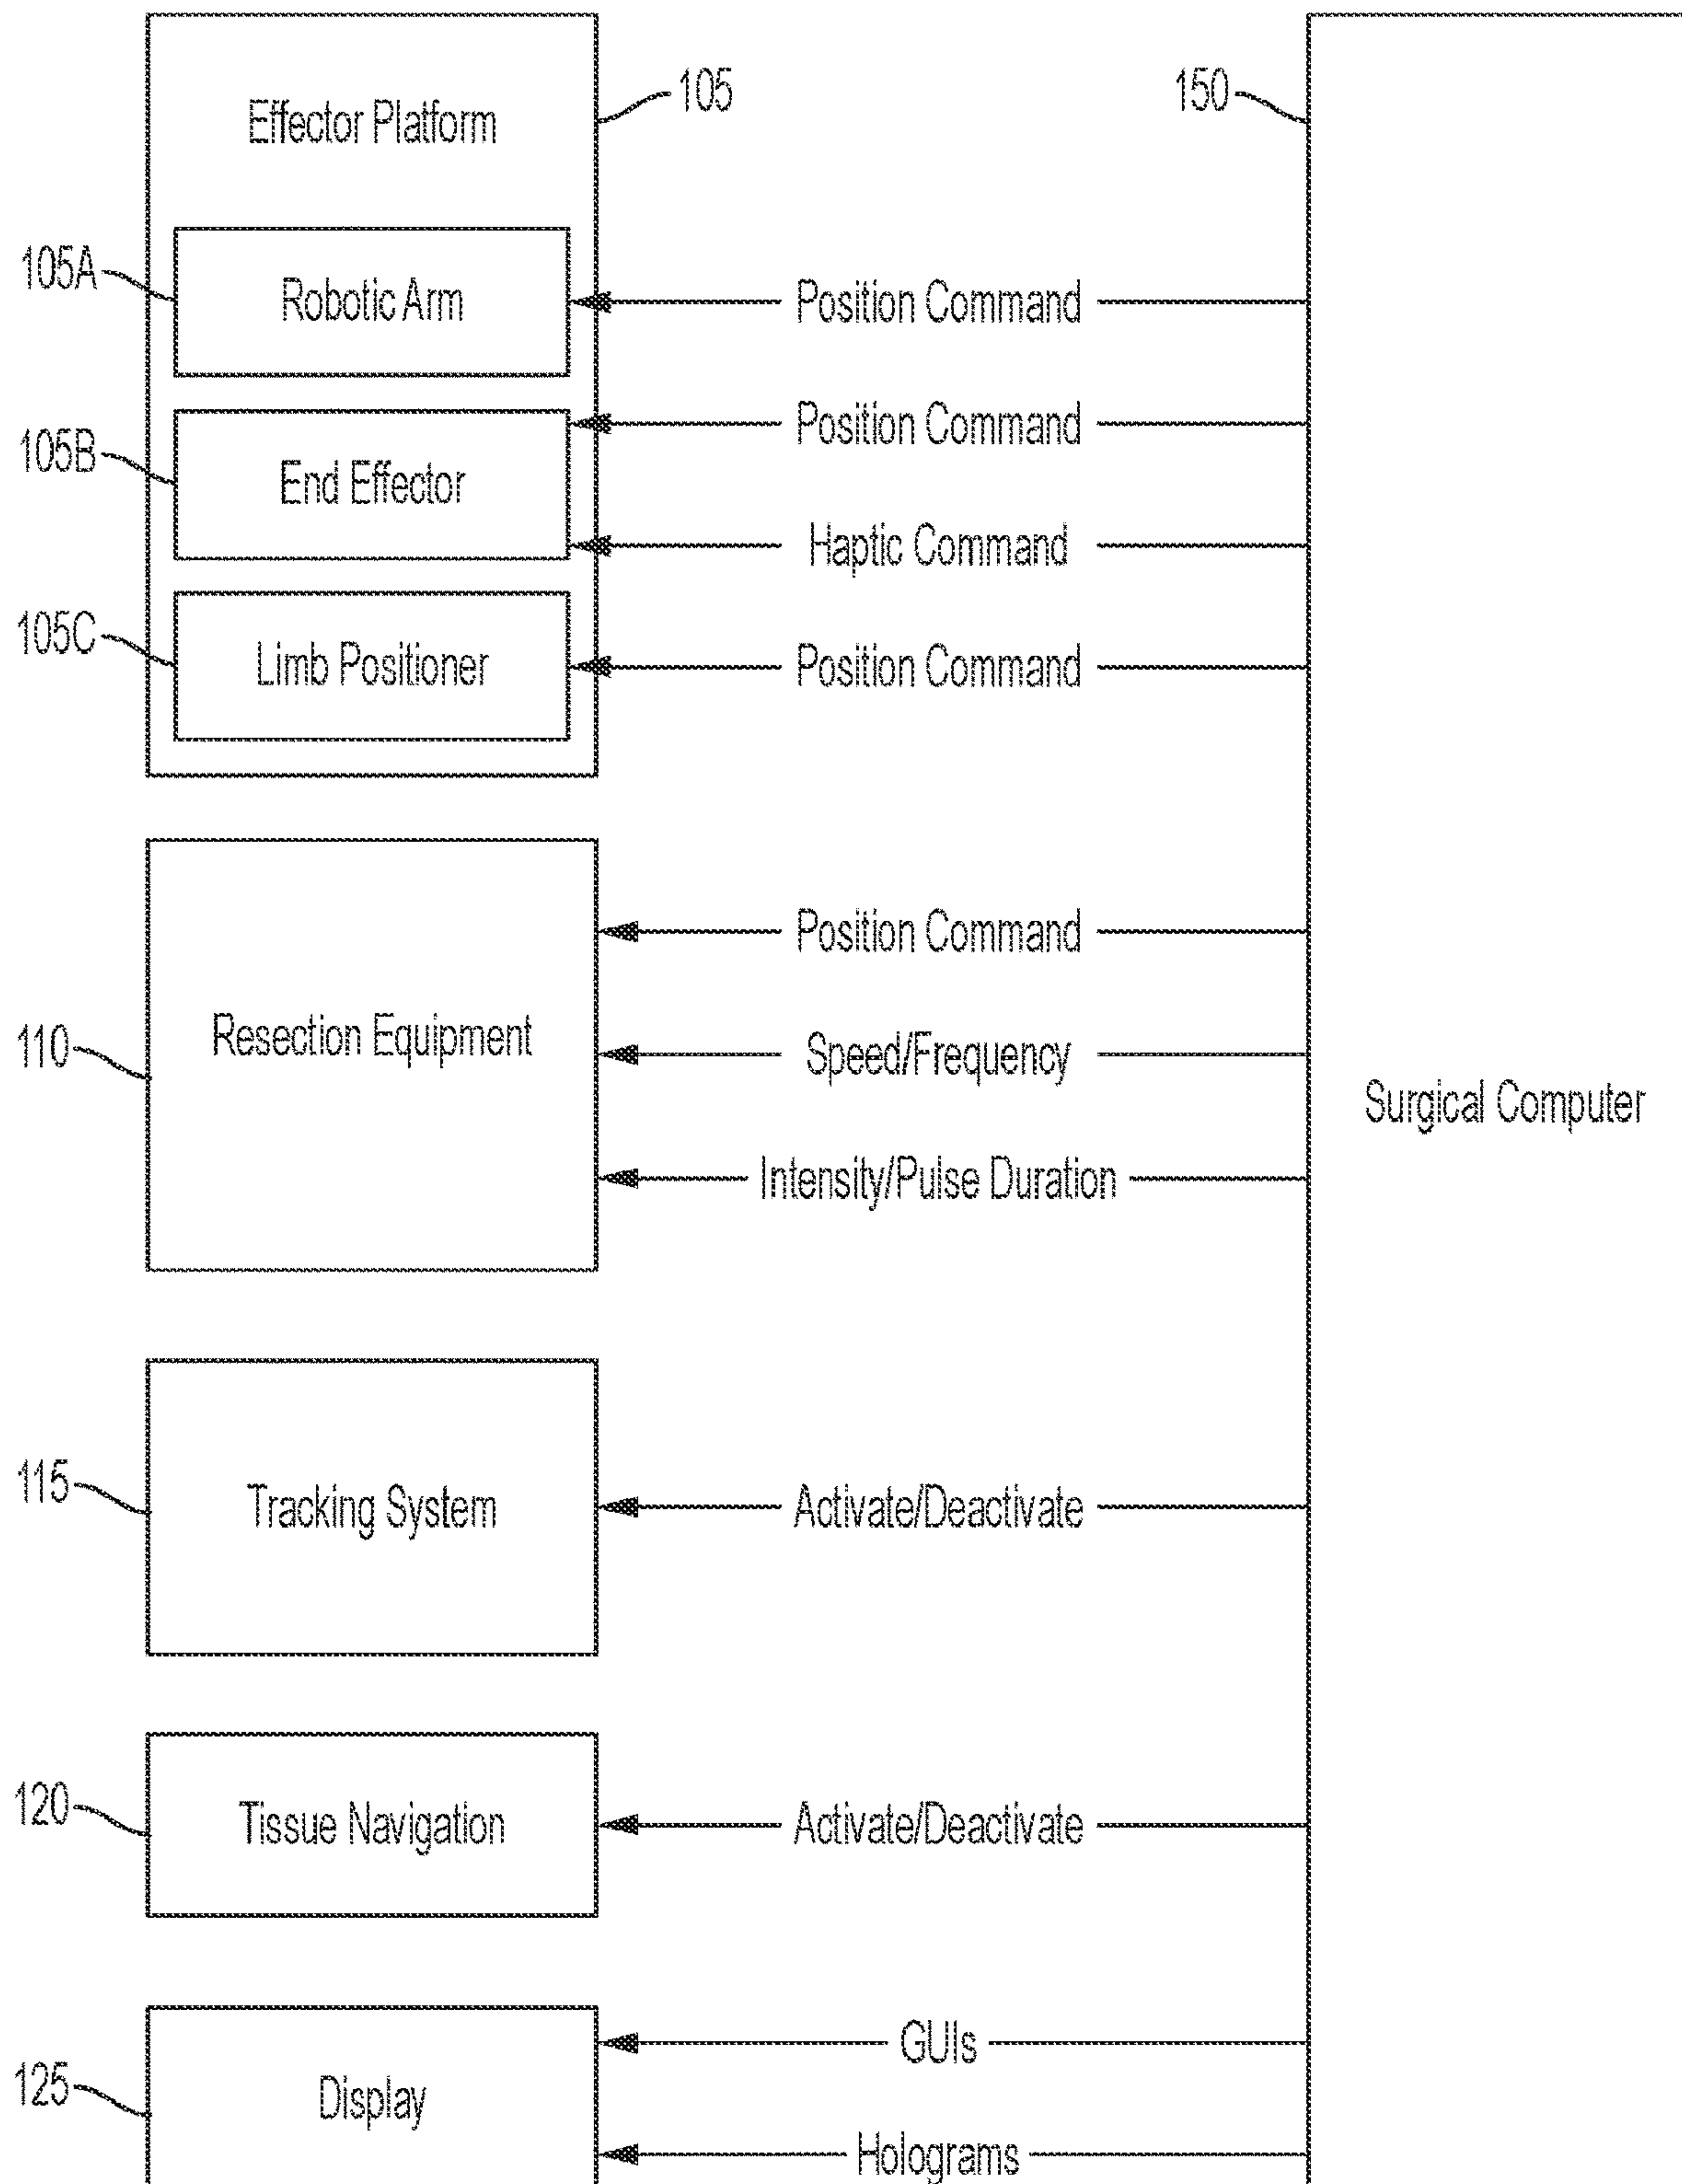 Effector Platform
105
150
105A
Robotic Arm
Position Command
Position Command
105B
End Effector
Haptic Command
105C
Limb Positioner
Position Command
Position Command
110
Resection Equipment
Speed/Frequency
Surgical Computer
Intensity/Pulse Duration
115
Tracking System
Activate/Deactivate
120
Tissue Navigation
Activate/Deactivate
GUIs
125
Display
Holograms